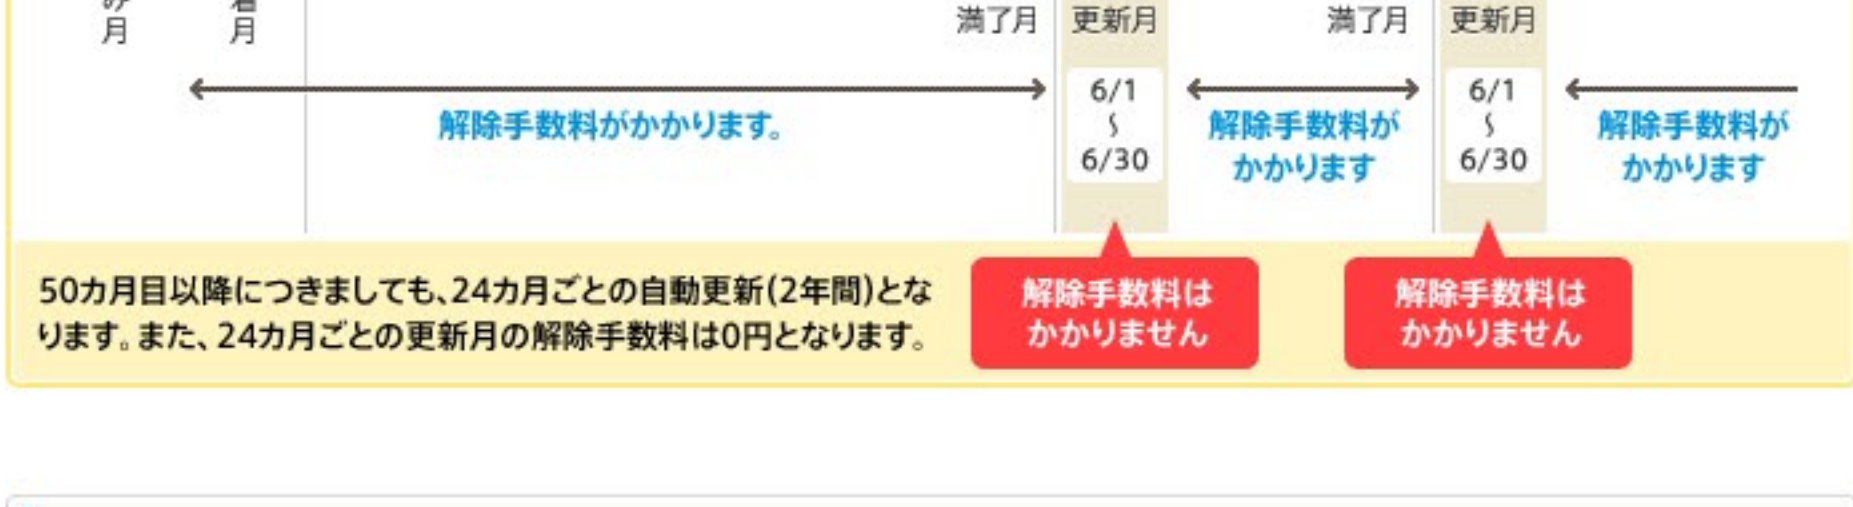 み月
着月
満了月
更新月
満了月
更新月
6/1
〜
6/30
6/1
〜
6/30
解除手数料がかかります。
解除手数料が
かかります
解除手数料が
かかります
50カ月目以降につきましても、24カ月ごとの自動更新(2年間)とな
ります。また、24カ月ごとの更新月の解除手数料は0円となります。
解除手数料は
かかりません
解除手数料は
かかりません